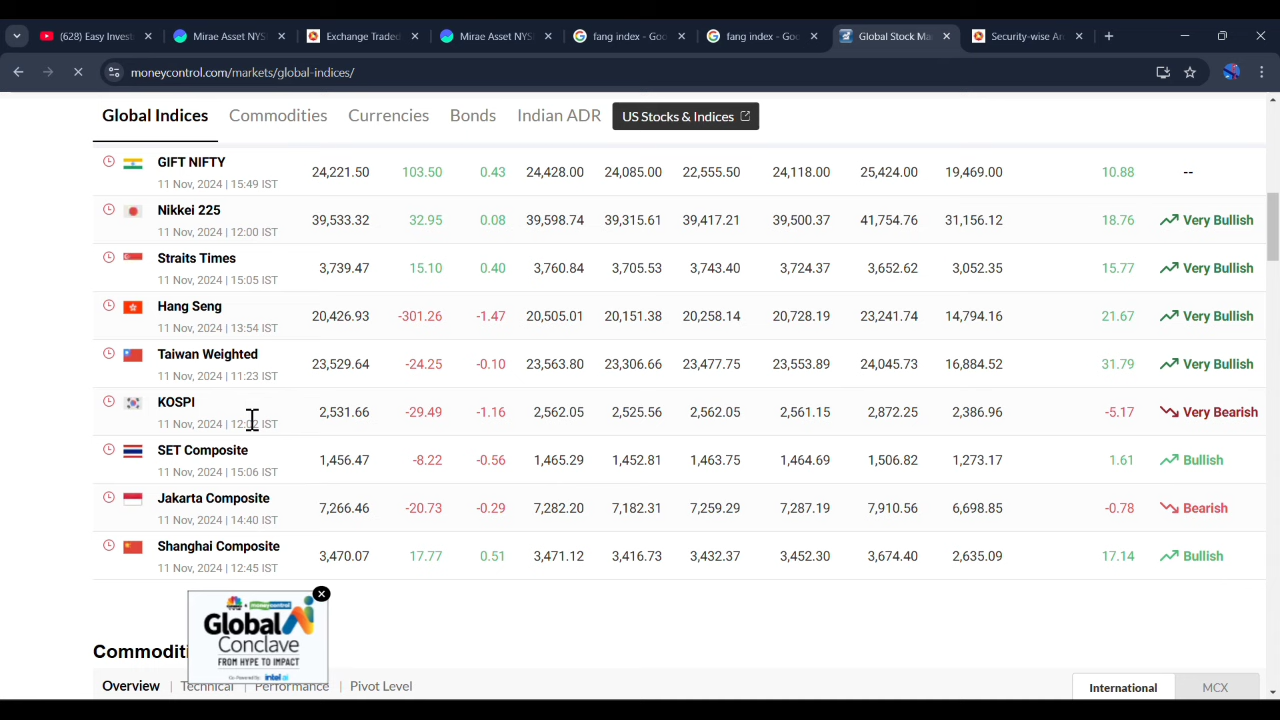 (628) Easy Invest
Mirae Asset NYS
Exchange Traded
Mirae Asset NYS
fang index - Goo
fang index - Goo
Global Stock Ma
Security-wise Ar
moneycontrol.com/markets/global-indices/
Global Indices Commodities Currencies Bonds Indian ADR US Stocks & Indices
GIFT NIFTY 24,221.50 103.50 0.43 24,428.00 24,085.00 22,555.50 24,118.00 25,424.00 19,469.00 10.88 --
11 Nov, 2024 | 15:49 IST
Nikkei 225 39,533.32 32.95 0.08 39,598.74 39,315.61 39,417.21 39,500.37 41,754.76 31,156.12 18.76 Very Bullish
11 Nov, 2024 | 12:00 IST
Straits Times 3,739.47 15.10 0.40 3,760.84 3,705.53 3,743.40 3,724.37 3,652.62 3,052.35 15.77 Very Bullish
11 Nov, 2024 | 15:05 IST
Hang Seng 20,426.93 -301.26 -1.47 20,505.01 20,151.38 20,258.14 20,728.19 23,241.74 14,794.16 21.67 Very Bullish
11 Nov, 2024 | 13:54 IST
Taiwan Weighted 23,529.64 -24.25 -0.10 23,563.80 23,306.66 23,477.75 23,553.89 24,045.73 16,884.52 31.79 Very Bullish
11 Nov, 2024 | 11:23 IST
KOSPI 2,531.66 -29.49 -1.16 2,562.05 2,525.56 2,562.05 2,561.15 2,872.25 2,386.96 -5.17 Very Bearish
11 Nov, 2024 | 12:02 IST
SET Composite 1,456.47 -8.22 -0.56 1,465.29 1,452.81 1,463.75 1,464.69 1,506.82 1,273.17 1.61 Bullish
11 Nov, 2024 | 15:06 IST
Jakarta Composite 7,266.46 -20.73 -0.29 7,282.20 7,182.31 7,259.29 7,287.19 7,910.56 6,698.85 -0.78 Bearish
11 Nov, 2024 | 14:40 IST
Shanghai Composite 3,470.07 17.77 0.51 3,471.12 3,416.73 3,432.37 3,452.30 3,674.40 2,635.09 17.14 Bullish
11 Nov, 2024 | 12:45 IST
moneycontrol
Global AI
Conclave
FROM HYPE TO IMPACT
Co-Powered by intel ai
Commoditi
Overview | Technical | Performance | Pivot Level International MCX